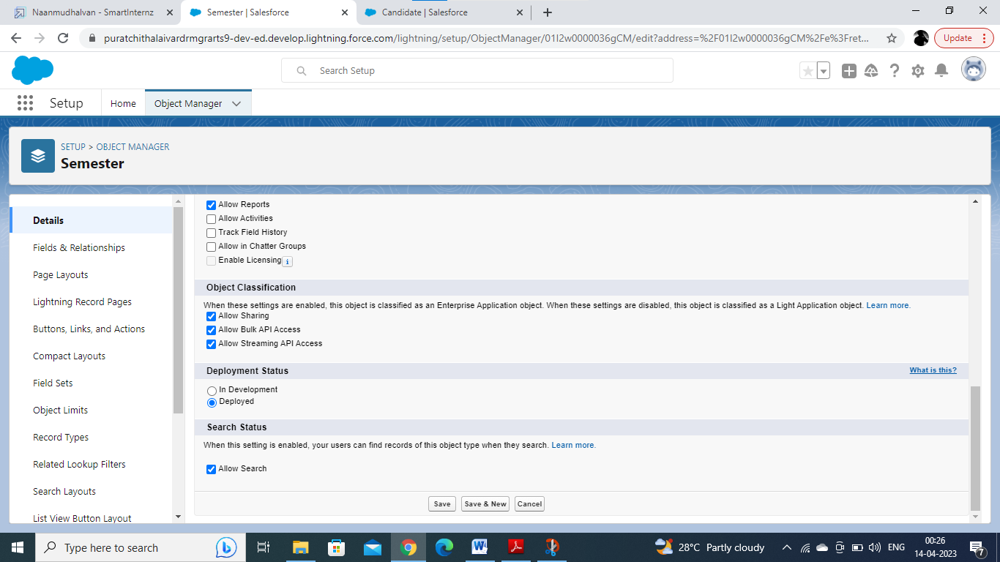 Naanmudhalvan - SmartInternz
Semester | Salesforce
Candidate | Salesforce
puratchithalaivardrmgrarts9-dev-ed.develop.lightning.force.com/lightning/setup/ObjectManager/01I2w0000036gCM/edit?address=%2F01I2w0000036gCM%2Fe%3Fret...
Update
Search Setup
Setup
Home
Object Manager
SETUP > OBJECT MANAGER
Semester
Details
Fields & Relationships
Page Layouts
Lightning Record Pages
Buttons, Links, and Actions
Compact Layouts
Field Sets
Object Limits
Record Types
Related Lookup Filters
Search Layouts
List View Button Layout
Allow Reports
Allow Activities
Track Field History
Allow in Chatter Groups
Enable Licensing i
Object Classification
When these settings are enabled, this object is classified as an Enterprise Application object. When these settings are disabled, this object is classified as a Light Application object. Learn more.
Allow Sharing
Allow Bulk API Access
Allow Streaming API Access
Deployment Status
What is this?
In Development
Deployed
Search Status
When this setting is enabled, your users can find records of this object type when they search. Learn more.
Allow Search
Save
Save & New
Cancel
Type here to search
28°C Partly cloudy
ENG
00:26
14-04-2023
7